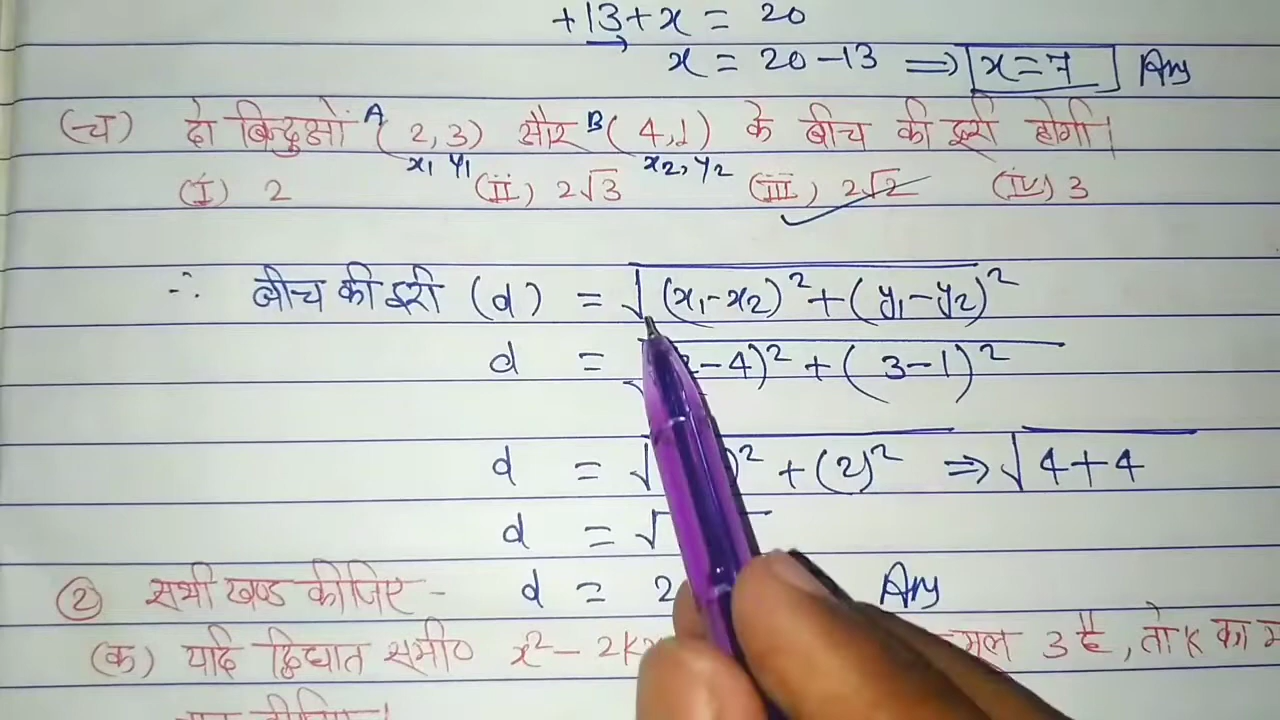 +13+x = 20
x = 20-13 ⟹ x=7 Ans
(च) दो बिन्दुओं A(2,3) और B(4,1) के बीच की दूरी होगी।
x₁ y₁ x₂, y₂
(I) 2 (II) 2√3 (III) 2√2 (IV) 3
∴ बीच की दूरी (d) = √(x₁-x₂)²+(y₁-y₂)²
d = √ -4)² + (3-1)²
d = √ )² + (2)² ⟹ √4+4
d = √
② सभी खण्ड कीजिए - d = 2 Ans
(क) यदि द्विघात समी० x²-2kx मूल 3 है, तो k का